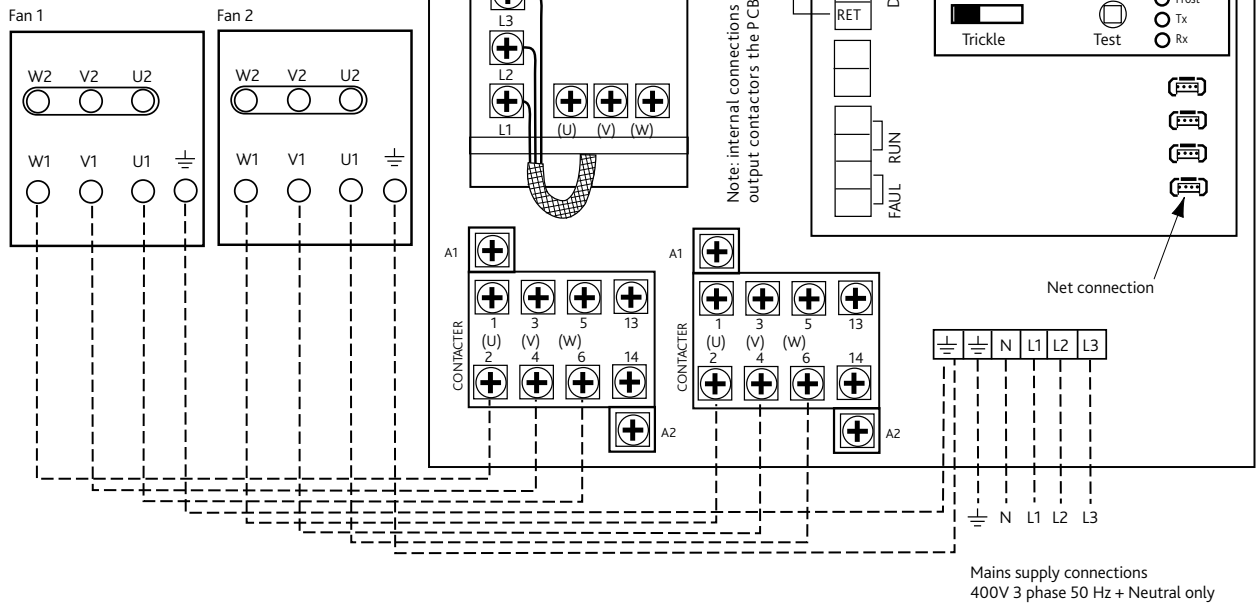 Fan 1
W2 V2 U2
W1 V1 U1
Fan 2
W2 V2 U2
W1 V1 U1
L3
L2
L1
(U) (V) (W)
Note: internal connections
output contactors the PCB
RET
RUN
FAUL
Trickle
Test
Tx
Rx
Net connection
A1
CONTACTER
1 3 5 13
(U) (V) (W)
2 4 6 14
A2
A1
CONTACTER
1 3 5 13
(U) (V) (W)
2 4 6 14
A2
N L1 L2 L3
N L1 L2 L3
Mains supply connections
400V 3 phase 50 Hz + Neutral only